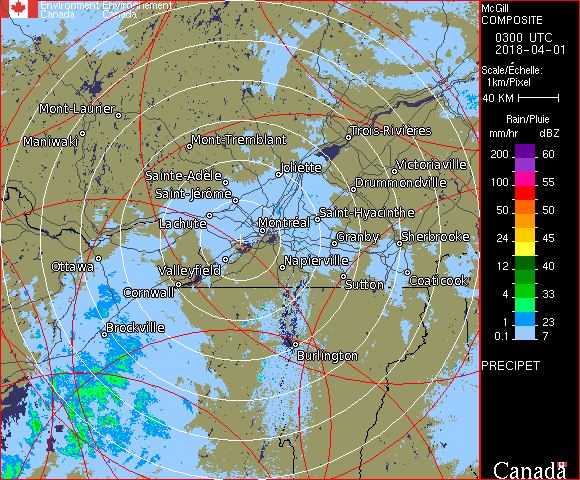 Environment Environnement
Canada Canada
McGill
COMPOSITE
0300 UTC
2018-04-01
Scale/Échelle:
1km/Pixel
40 KM
Rain/Pluie
mm/hr dBZ
200 60
100 55
50 50
24 45
12 40
4 33
1 23
0.1 7
PRECIPET
Canada
Mont-Laurier
Maniwaki
Mont-Tremblant
Trois-Rivières
Sainte-Adèle
Joliette
Victoriaville
Saint-Jérôme
Drummondville
Lachute
Montréal
Saint-Hyacinthe
Granby
Sherbrooke
Ottawa
Valleyfield
Napierville
Cornwall
Sutton
Coaticook
Brockville
Burlington